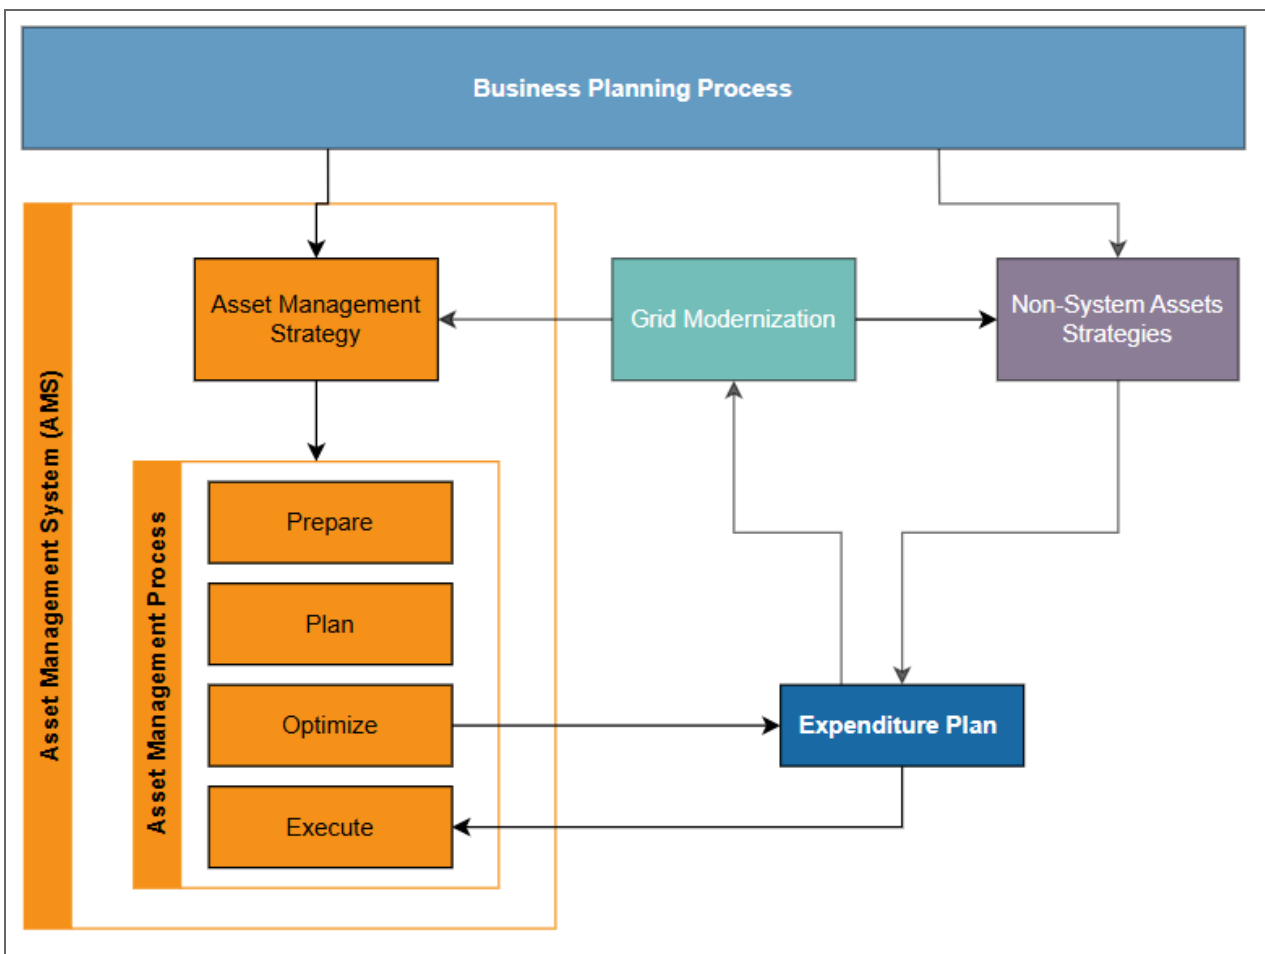 Business Planning Process
Asset Management System (AMS)
Asset Management
Strategy
Grid Modernization
Non-System Assets
Strategies
Asset Management Process
Prepare
Plan
Optimize
Execute
Expenditure Plan